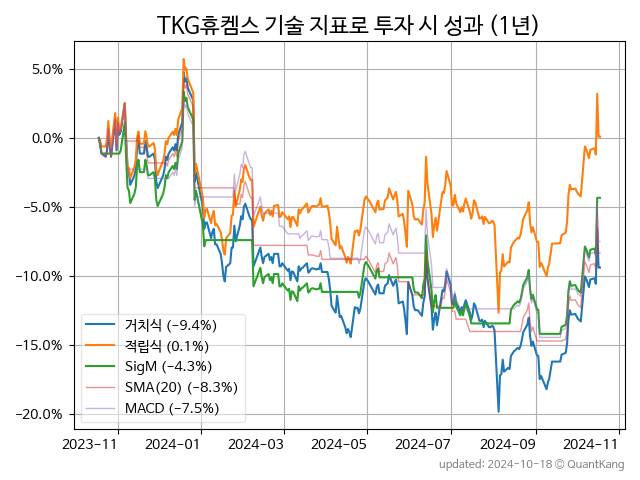 TKG휴켐스 기술 지표로 투자 시 성과 (1년)
5.0%
0.0%
−5.0%
−10.0%
−15.0%
−20.0%
거치식 (−9.4%)
적립식 (0.1%)
SigM (−4.3%)
SMA(20) (−8.3%)
MACD (−7.5%)
2023-11 2024-01 2024-03 2024-05 2024-07 2024-09 2024-11
updated: 2024-10-18 © QuantKang